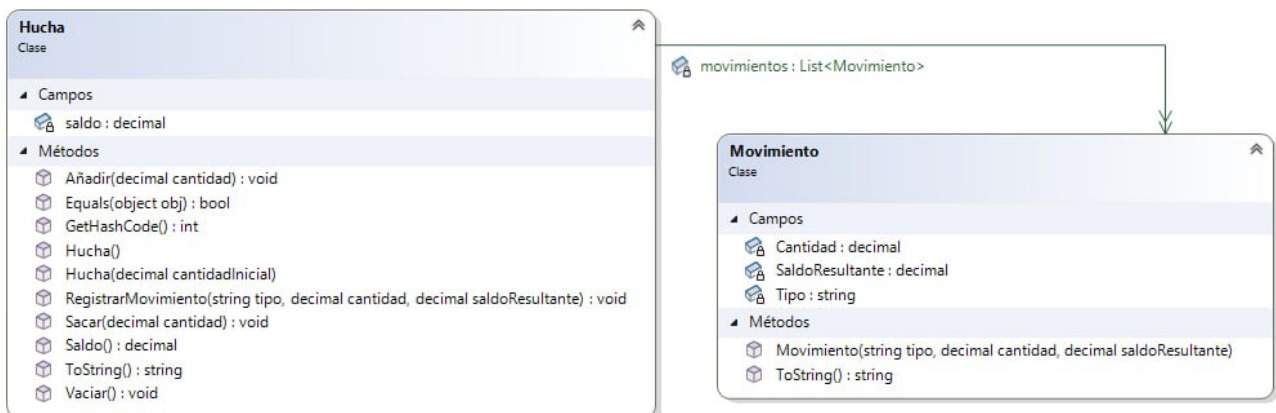 Hucha
Clase
Campos
saldo : decimal
Métodos
Añadir(decimal cantidad) : void
Equals(object obj) : bool
GetHashCode() : int
Hucha()
Hucha(decimal cantidadInicial)
RegistrarMovimiento(string tipo, decimal cantidad, decimal saldoResultante) : void
Sacar(decimal cantidad) : void
Saldo() : decimal
ToString() : string
Vaciar() : void
movimientos : List<Movimiento>
Movimiento
Clase
Campos
Cantidad : decimal
SaldoResultante : decimal
Tipo : string
Métodos
Movimiento(string tipo, decimal cantidad, decimal saldoResultante)
ToString() : string